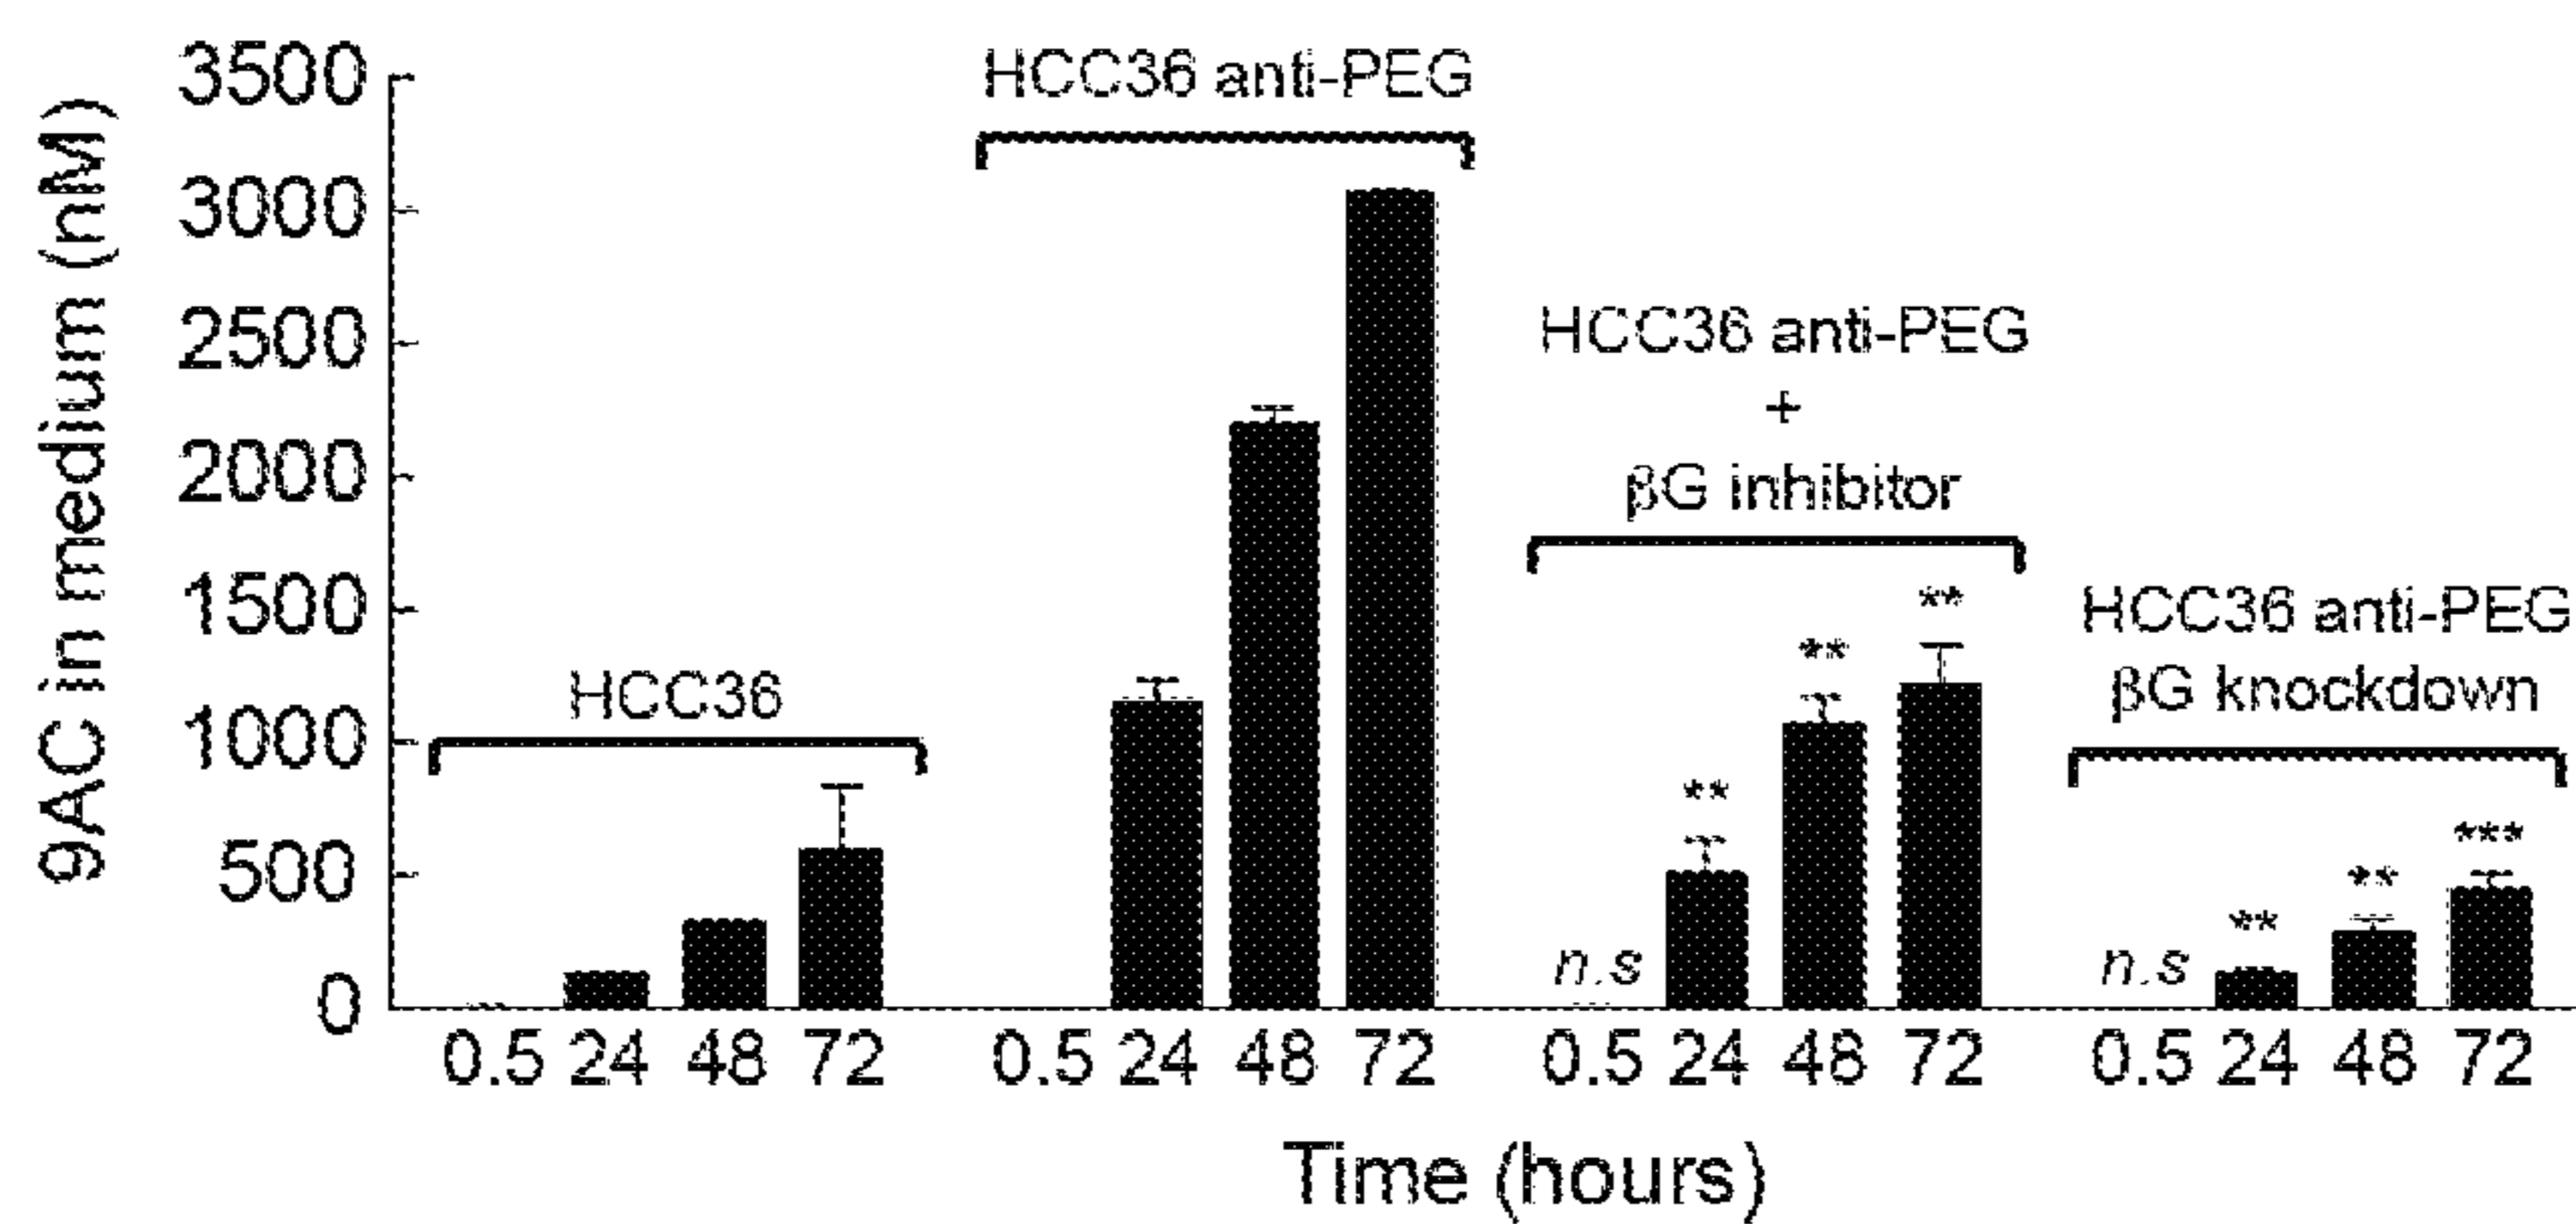 9AC in medium (nM)
3500
3000
2500
2000
1500
1000
500
0
HCC36
HCC36 anti-PEG
HCC36 anti-PEG
+
βG inhibitor
HCC36 anti-PEG
βG knockdown
n.s ** ** **
n.s ** ** ***
0.5 24 48 72 0.5 24 48 72 0.5 24 48 72 0.5 24 48 72
Time (hours)